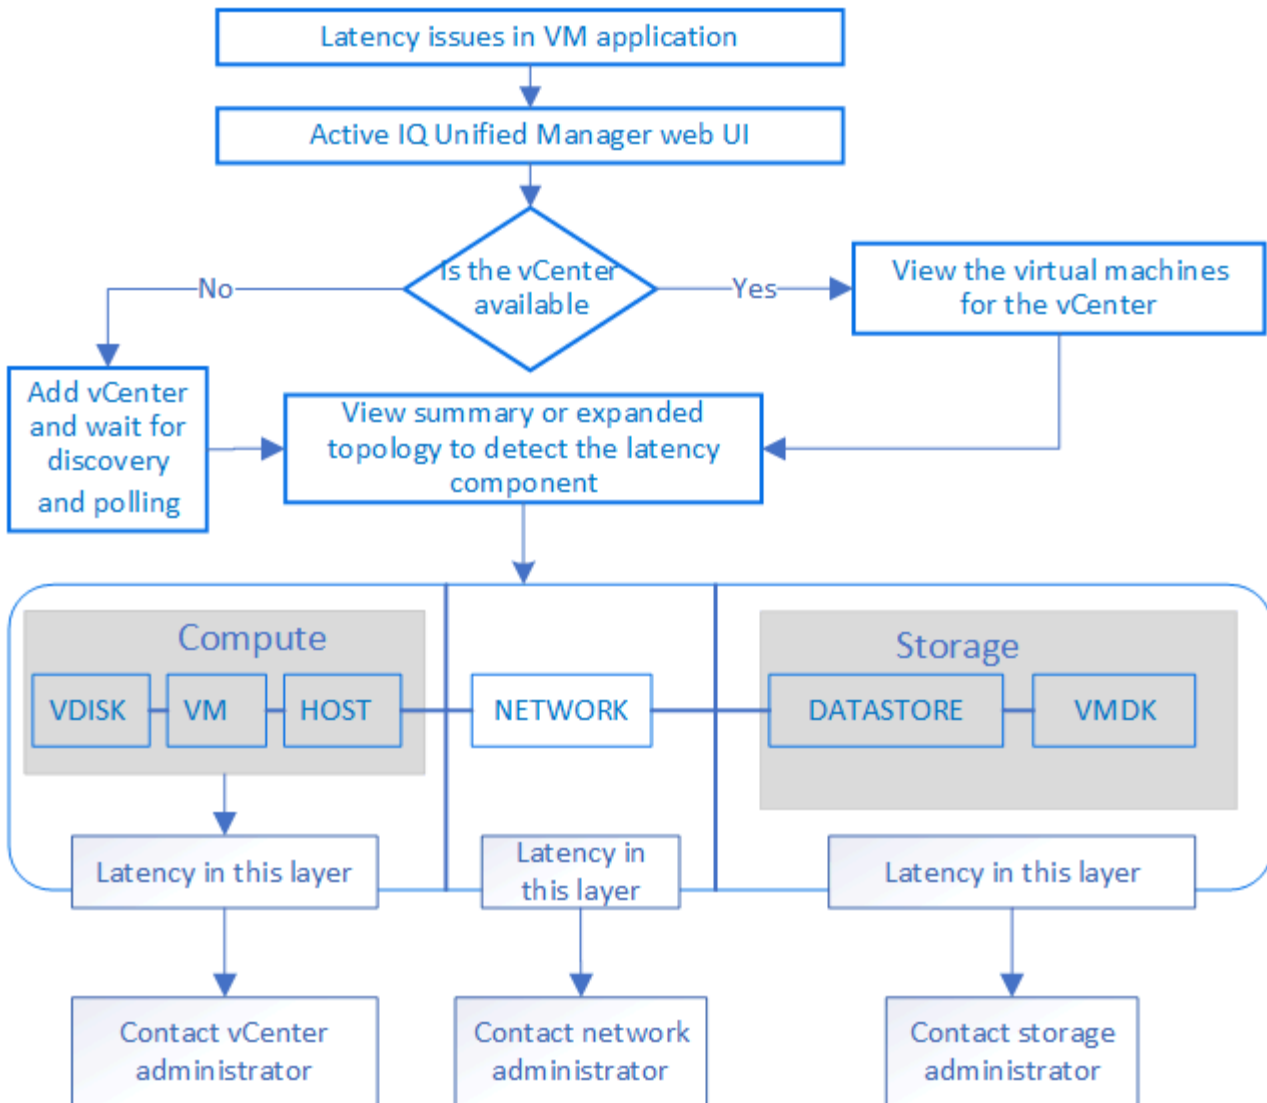 Latency issues in VM application
Active IQ Unified Manager web UI
Is the vCenter
available
No
Yes
View the virtual machines
for the vCenter
Add vCenter
and wait for
discovery
and polling
View summary or expanded
topology to detect the latency
component
Compute
Storage
VDISK
VM
HOST
NETWORK
DATASTORE
VMDK
Latency in this layer
Latency in
this layer
Latency in this layer
Contact vCenter
administrator
Contact network
administrator
Contact storage
administrator